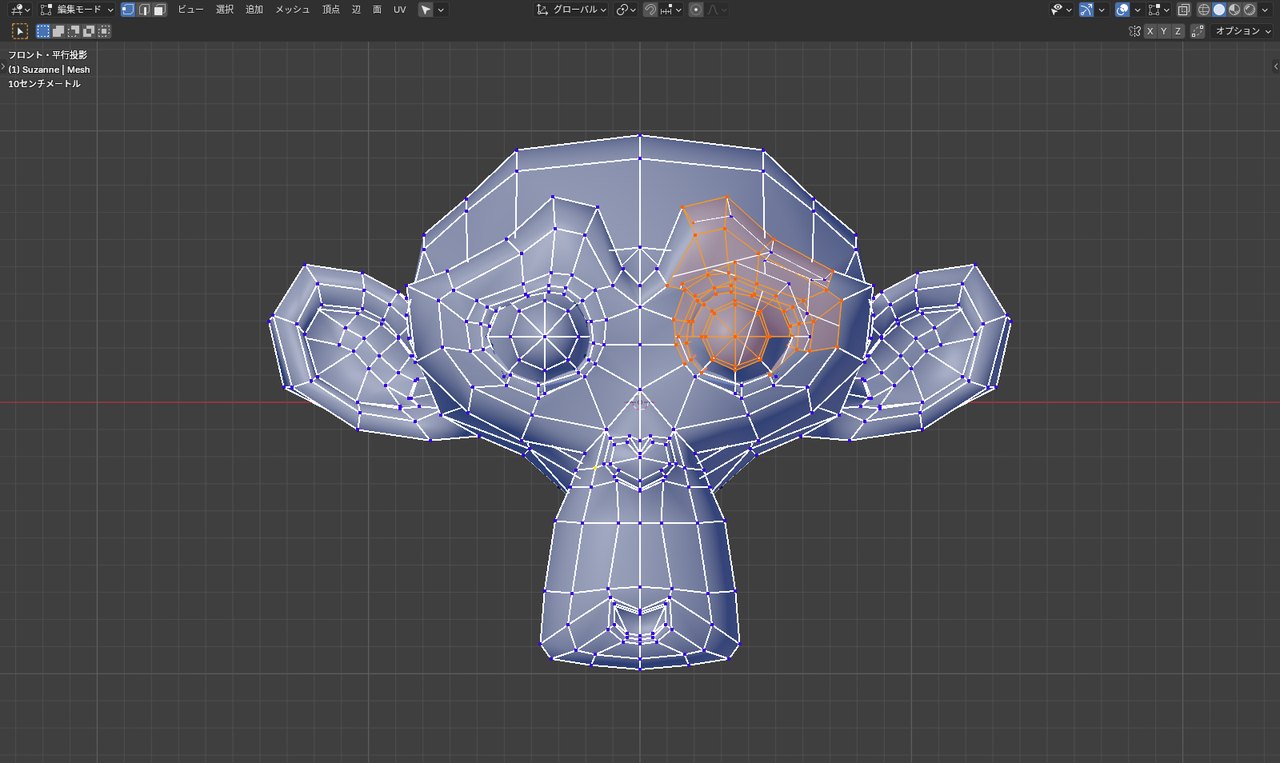 編集モード ビュー 選択 追加 メッシュ 頂点 辺 面 UV グローバル
X Y Z オプション
フロント・平行投影
(1) Suzanne | Mesh
10センチメートル